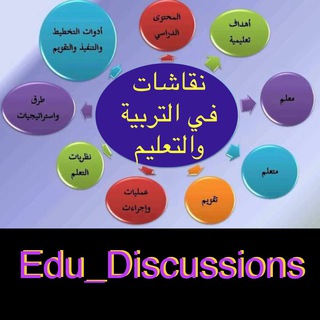 أهداف
تعليمية
المحتوى
الدراسي
أدوات التخطيط
والتنفيذ والتقويم
نقاشات
في التربية
والتعليم
معلم
طرق
واستراتيجيات
متعلم
نظريات
التعلم
تقويم
عمليات
وإجراءات
Edu_Discussions